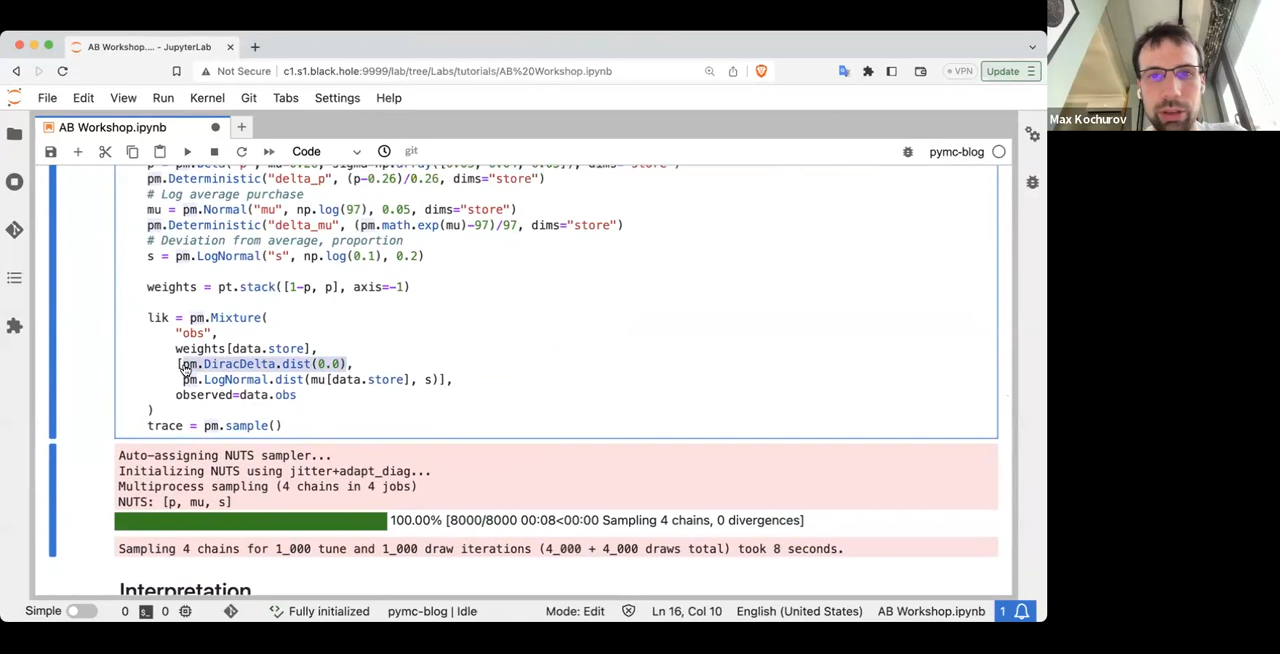 AB Workshop.... - JupyterLab
Not Secure c1.s1.black.hole:9999/lab/tree/Labs/tutorials/AB%20Workshop.ipynb
VPN
Update
Max Kochurov
File Edit View Run Kernel Git Tabs Settings Help
AB Workshop.ipynb
Code
git
pymc-blog
pm.Deterministic("delta_p", (p-0.26)/0.26, dims="store")
# Log average purchase
mu = pm.Normal("mu", np.log(97), 0.05, dims="store")
pm.Deterministic("delta_mu", (pm.math.exp(mu)-97)/97, dims="store")
# Deviation from average, proportion
s = pm.LogNormal("s", np.log(0.1), 0.2)
weights = pt.stack([1-p, p], axis=-1)
lik = pm.Mixture(
"obs",
weights[data.store],
[pm.DiracDelta.dist(0.0),
pm.LogNormal.dist(mu[data.store], s)],
observed=data.obs
)
trace = pm.sample()
Auto-assigning NUTS sampler...
Initializing NUTS using jitter+adapt_diag...
Multiprocess sampling (4 chains in 4 jobs)
NUTS: [p, mu, s]
100.00% [8000/8000 00:08<00:00 Sampling 4 chains, 0 divergences]
Sampling 4 chains for 1_000 tune and 1_000 draw iterations (4_000 + 4_000 draws total) took 8 seconds.
Interpretation
Simple 0 0 Fully initialized pymc-blog | Idle Mode: Edit Ln 16, Col 10 English (United States) AB Workshop.ipynb 1